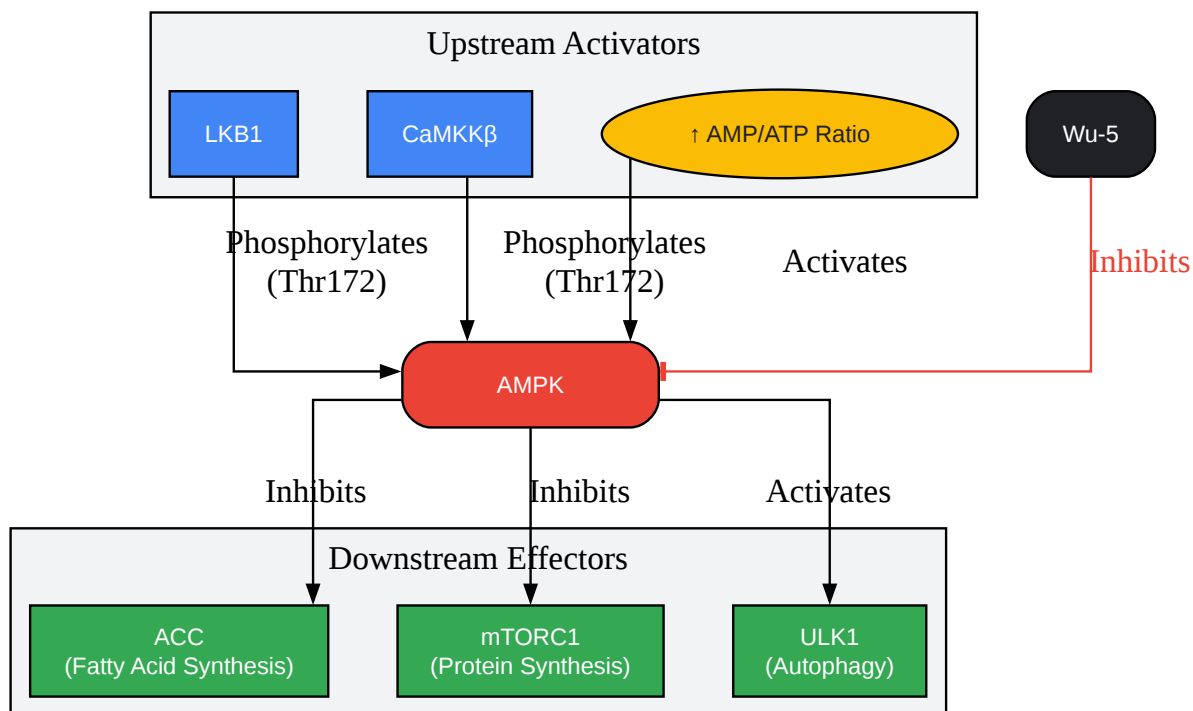 Upstream Activators
LKB1
CaMKKβ
↑ AMP/ATP Ratio
Wu-5
Phosphorylates
(Thr172)
Phosphorylates
(Thr172)
Activates
Inhibits
AMPK
Inhibits
Inhibits
Activates
Downstream Effectors
ACC
(Fatty Acid Synthesis)
mTORC1
(Protein Synthesis)
ULK1
(Autophagy)